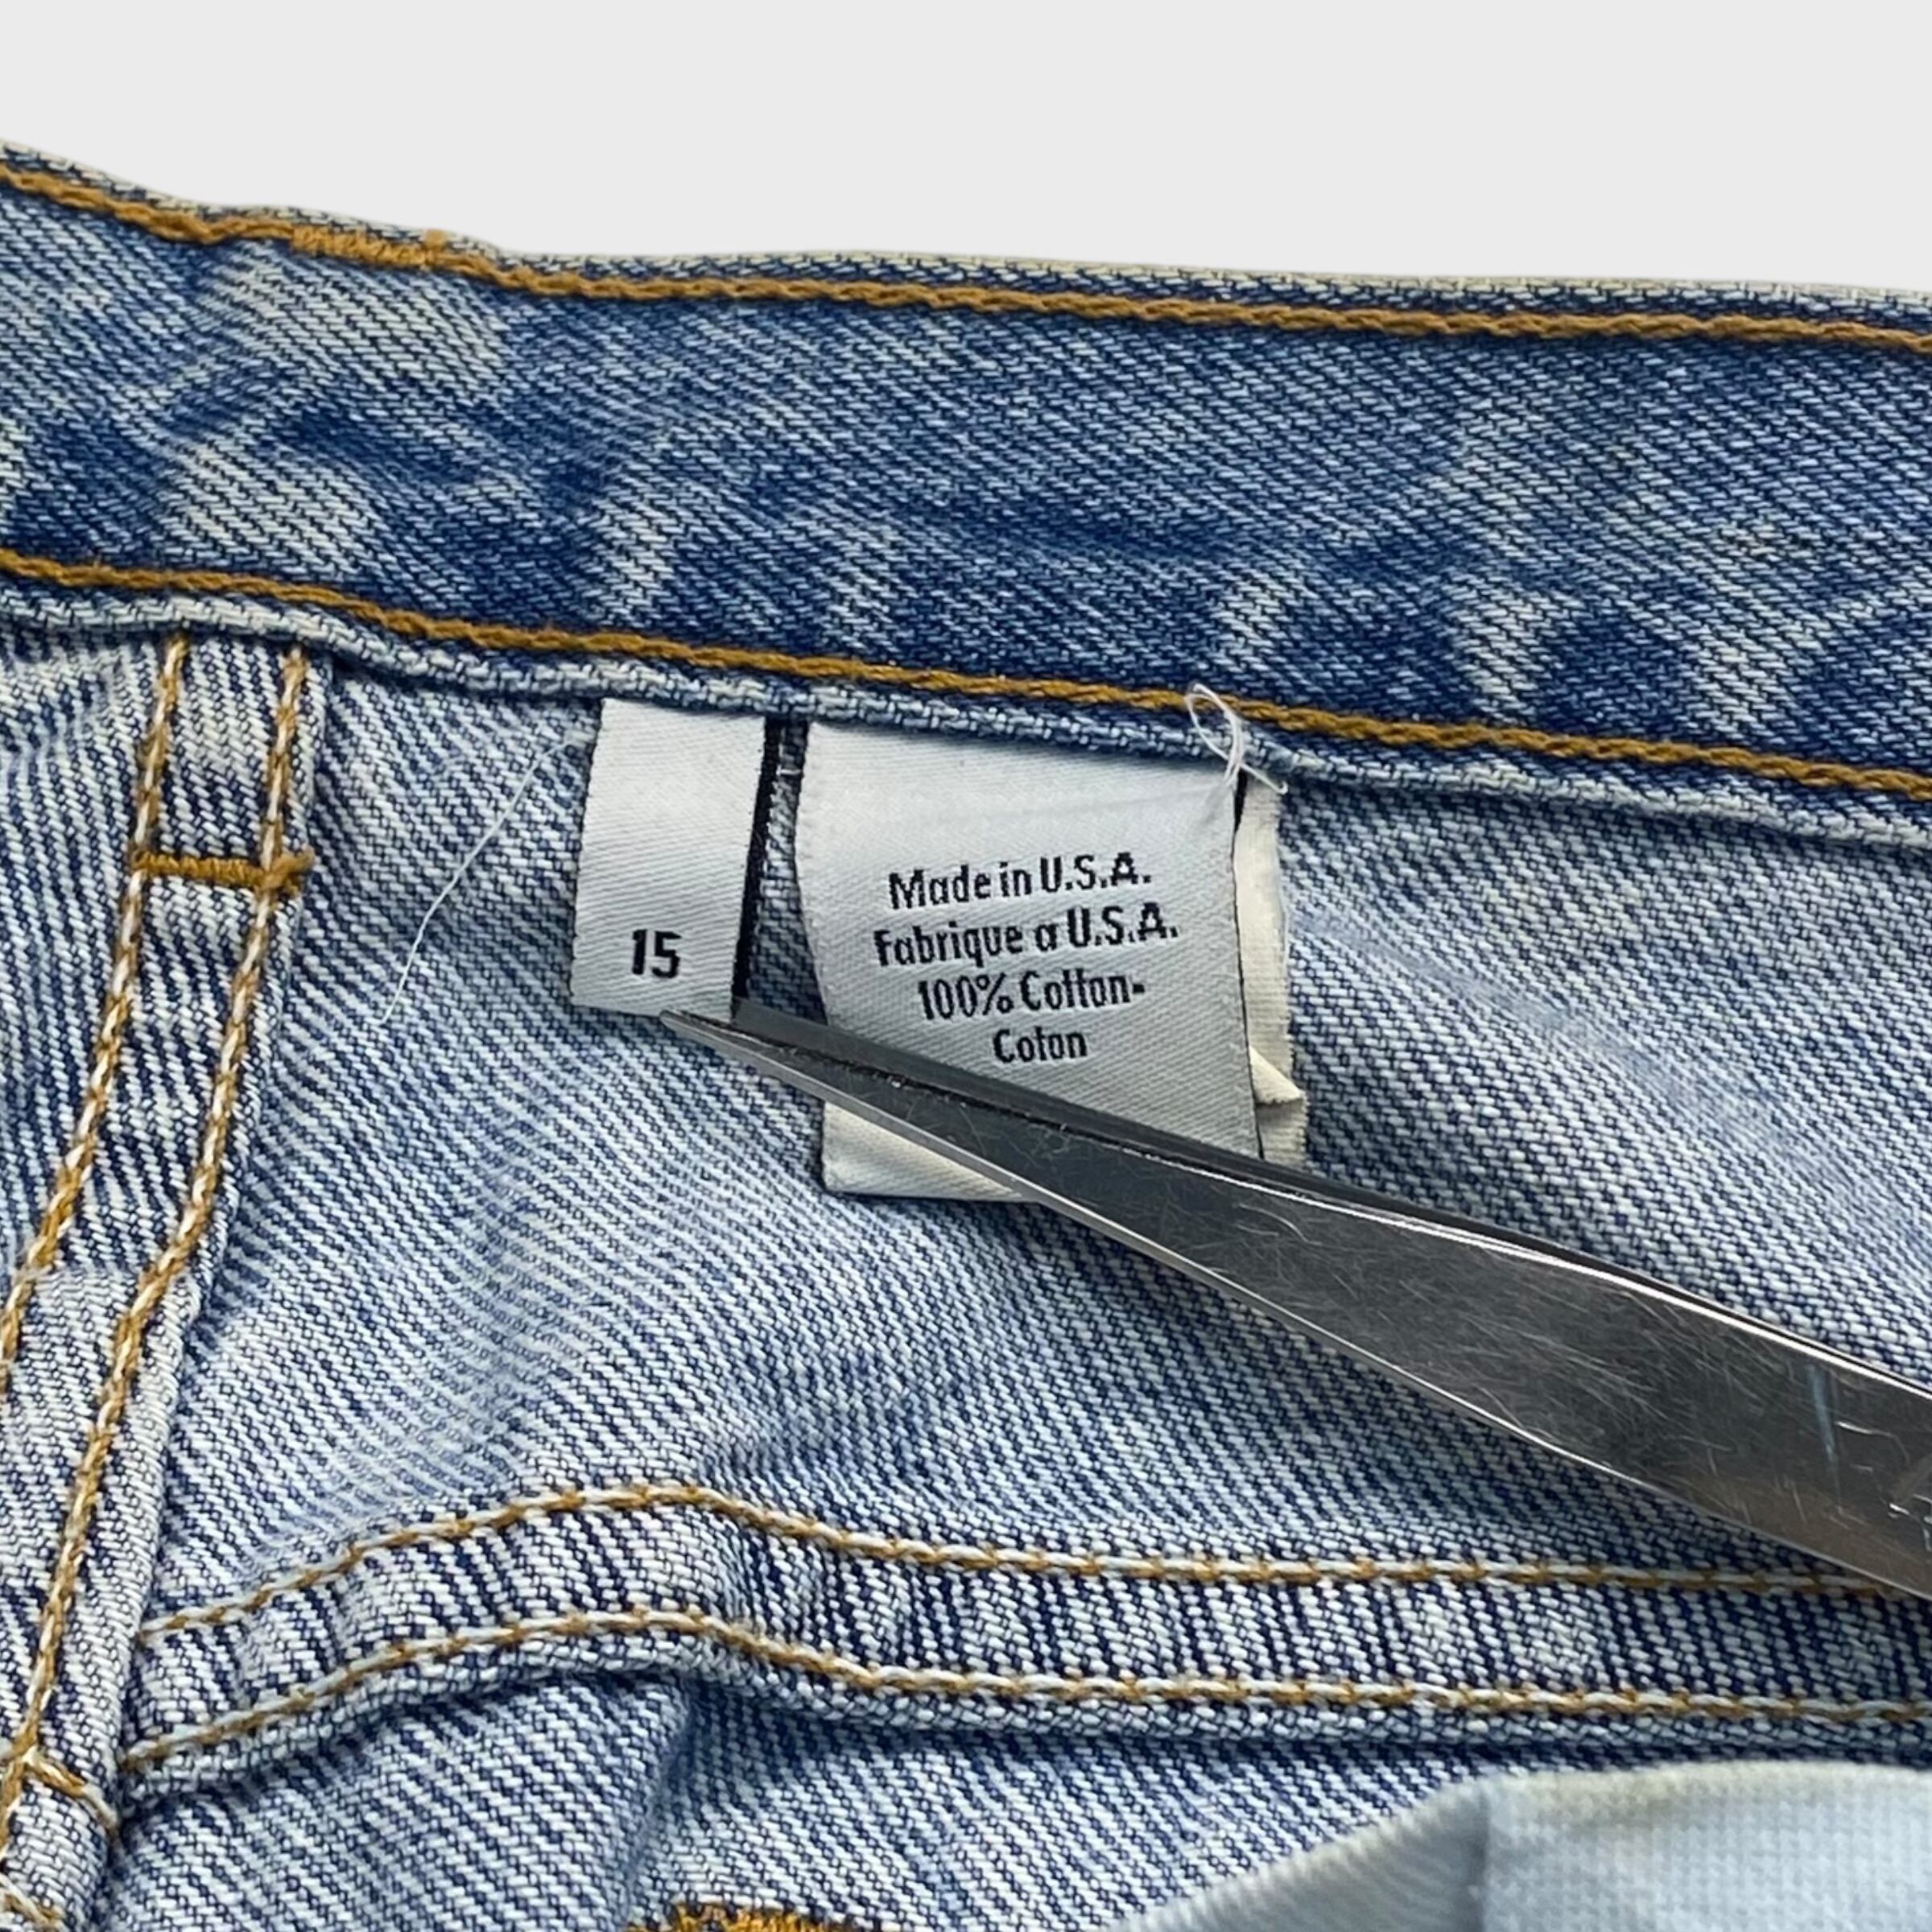 15
Made in U.S.A.
Fabrique a U.S.A.
100% Cotton-
Coton